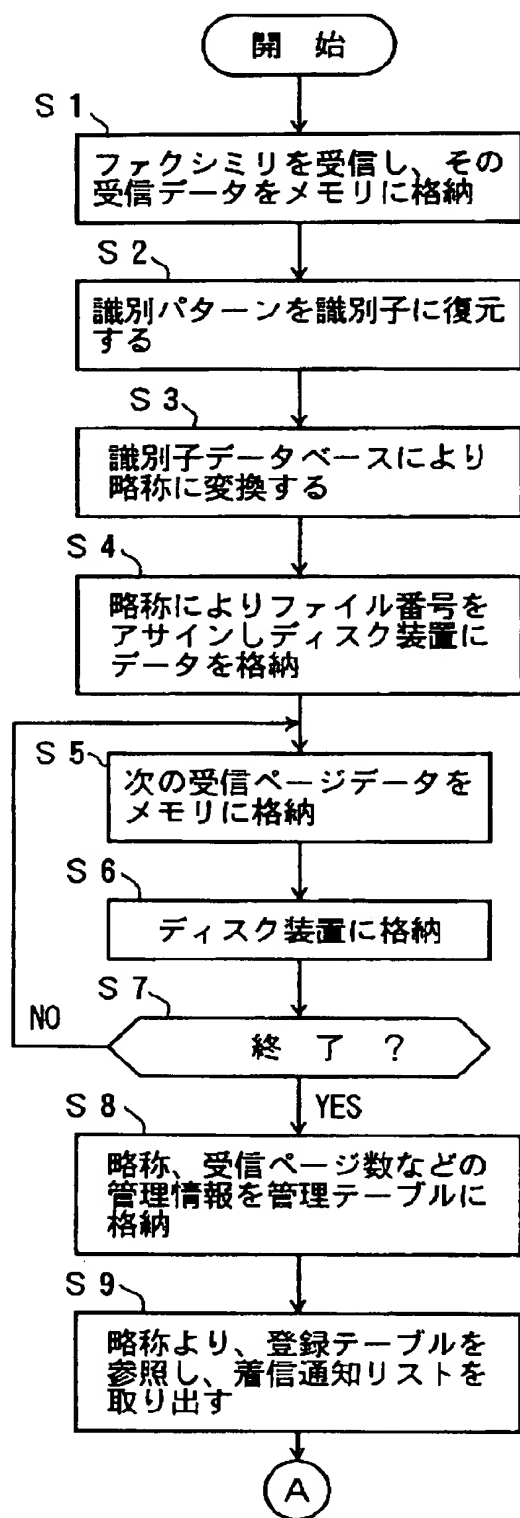 開 始
S 1
ファクシミリを受信し、その
受信データをメモリに格納
S 2
識別パターンを識別子に復元
する
S 3
識別子データベースにより
略称に変換する
S 4
略称によりファイル番号を
アサインしディスク装置に
データを格納
S 5
次の受信ページデータを
メモリに格納
S 6
ディスク装置に格納
S 7
NO
終 了 ?
YES
S 8
略称、受信ページ数などの
管理情報を管理テーブルに
格納
S 9
略称より、登録テーブルを
参照し、着信通知リストを
取り出す
A